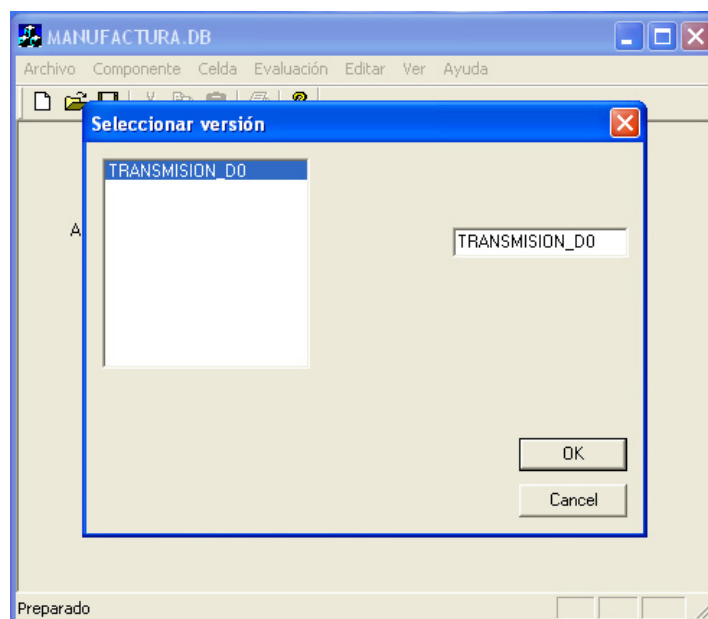 MANUFACTURA.DB
Archivo Componente Celda Evaluación Editar Ver Ayuda
Seleccionar versión
TRANSMISION_D0
A
TRANSMISION_D0
OK
Cancel
Preparado